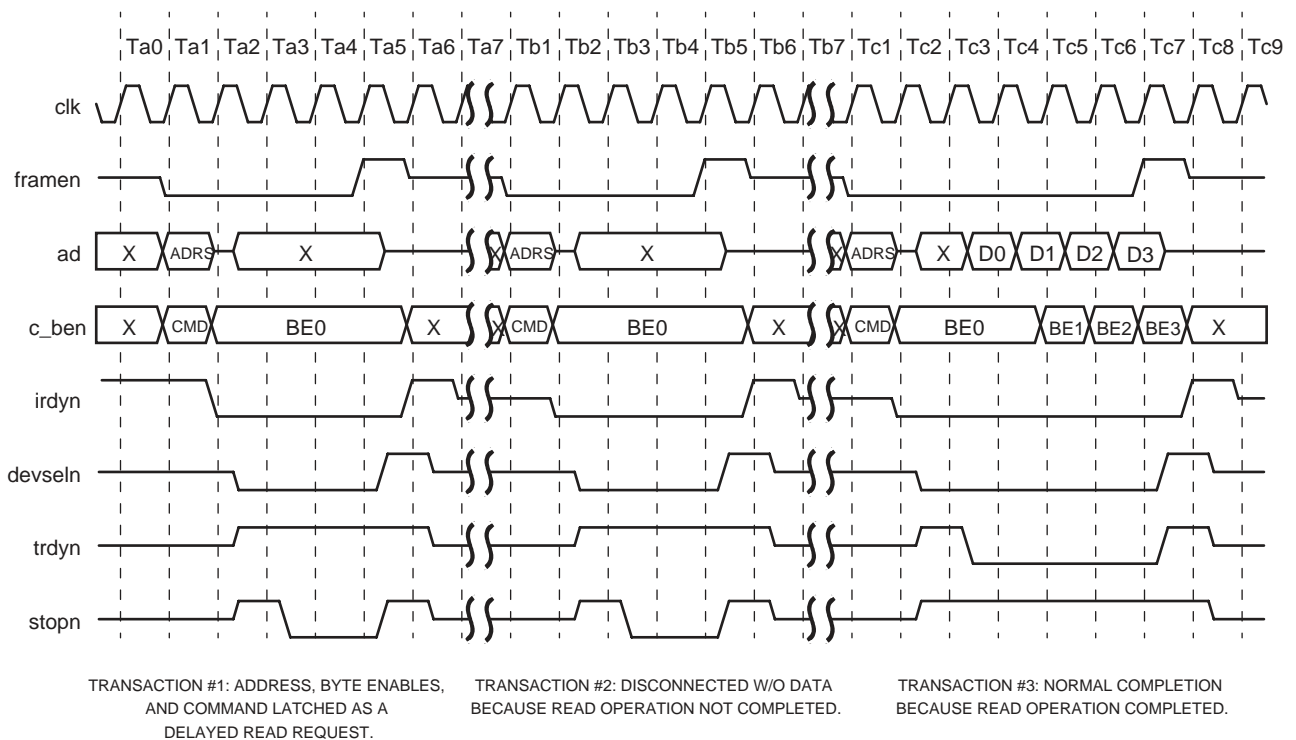 Ta0 Ta1 Ta2 Ta3 Ta4 Ta5 Ta6 Ta7 Tb1 Tb2 Tb3 Tb4 Tb5 Tb6 Tb7 Tc1 Tc2 Tc3 Tc4 Tc5 Tc6 Tc7 Tc8 Tc9
clk
framen
ad X ADRS X X ADRS X X ADRS X D0 D1 D2 D3
c_ben X CMD BE0 X X CMD BE0 X X CMD BE0 BE1 BE2 BE3 X
irdyn
devseln
trdyn
stopn
TRANSACTION #1: ADDRESS, BYTE ENABLES,
AND COMMAND LATCHED AS A
DELAYED READ REQUEST.
TRANSACTION #2: DISCONNECTED W/O DATA
BECAUSE READ OPERATION NOT COMPLETED.
TRANSACTION #3: NORMAL COMPLETION
BECAUSE READ OPERATION COMPLETED.